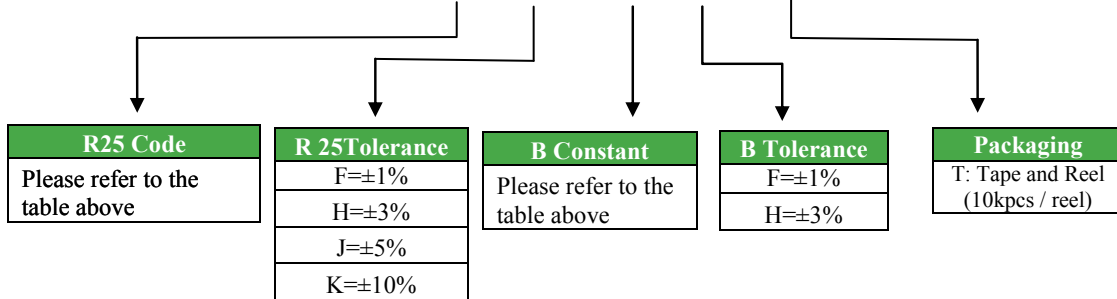 R25 Code
Please refer to the
table above
R 25Tolerance
F=±1%
H=±3%
J=±5%
K=±10%
B Constant
Please refer to the
table above
B Tolerance
F=±1%
H=±3%
Packaging
T: Tape and Reel
(10kpcs / reel)